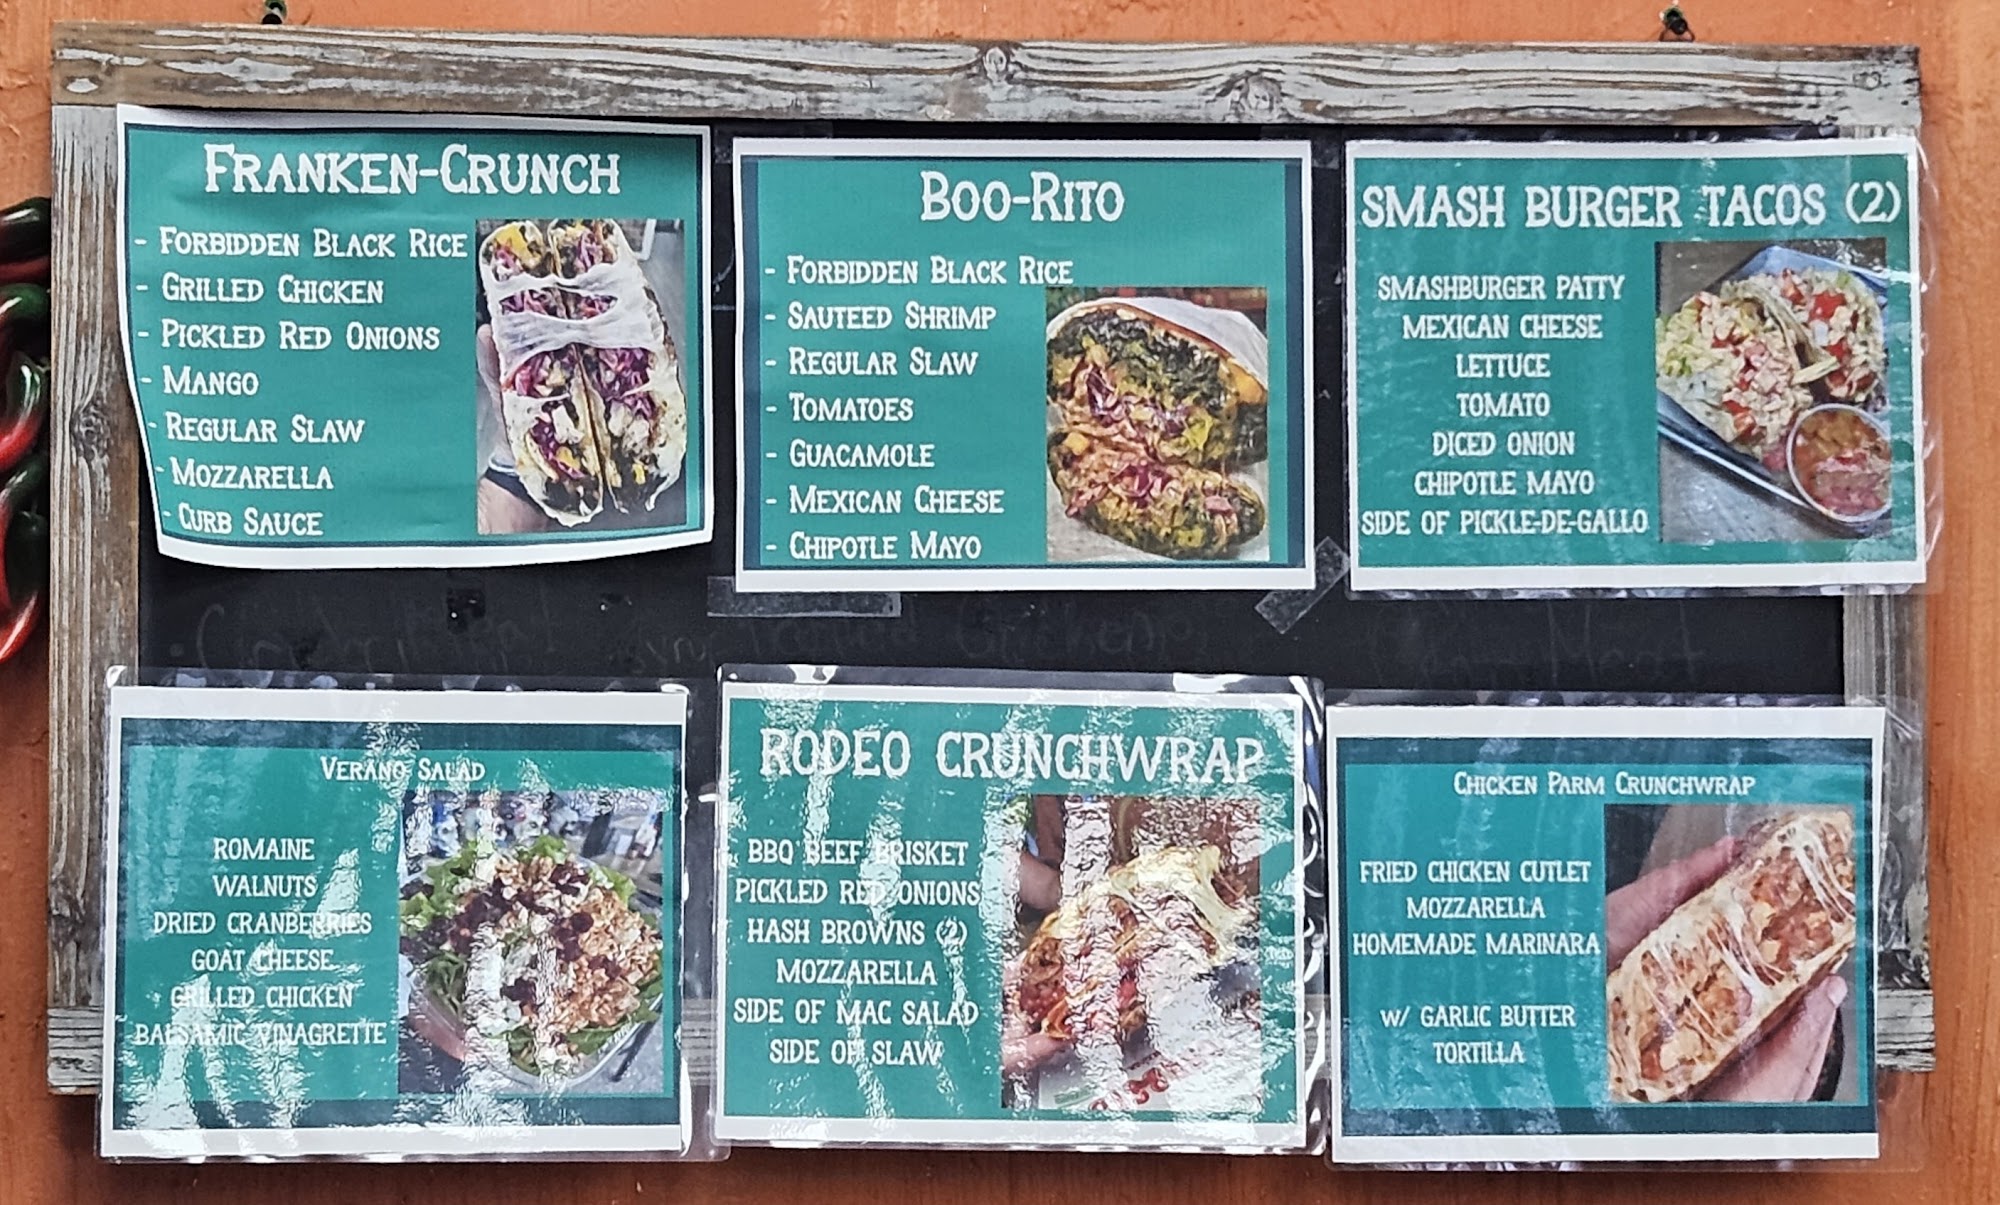 FRANKEN-CRUNCH
- FORBIDDEN BLACK RICE
- GRILLED CHICKEN
- PICKLED RED ONIONS
- MANGO
- REGULAR SLAW
- MOZZARELLA
- CURB SAUCE
BOO-RITO
- FORBIDDEN BLACK RICE
- SAUTEED SHRIMP
- REGULAR SLAW
- TOMATOES
- GUACAMOLE
- MEXICAN CHEESE
- CHIPOTLE MAYO
SMASH BURGER TACOS (2)
SMASHBURGER PATTY
MEXICAN CHEESE
LETTUCE
TOMATO
DICED ONION
CHIPOTLE MAYO
SIDE OF PICKLE-DE-GALLO
VERANO SALAD
ROMAINE
WALNUTS
DRIED CRANBERRIES
GOAT CHEESE
GRILLED CHICKEN
BALSAMIC VINAGRETTE
RODEO CRUNCHWRAP
BBQ BEEF BRISKET
PICKLED RED ONIONS
HASH BROWNS (2)
MOZZARELLA
SIDE OF MAC SALAD
SIDE OF SLAW
CHICKEN PARM CRUNCHWRAP
FRIED CHICKEN CUTLET
MOZZARELLA
HOMEMADE MARINARA
W/ GARLIC BUTTER
TORTILLA